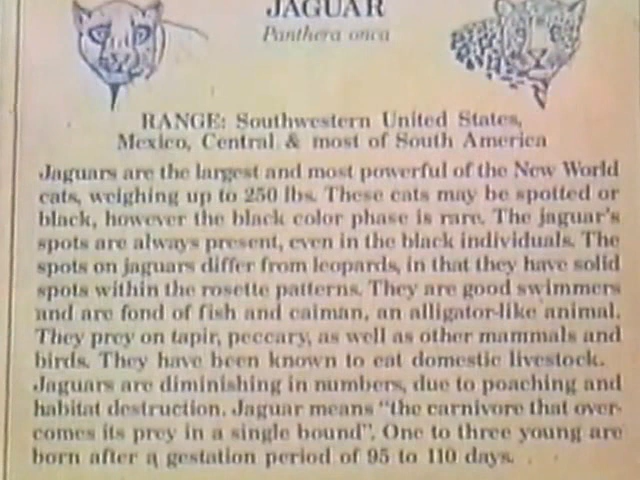 JAGUAR
Panthera onca
RANGE: Southwestern United States,
Mexico, Central & most of South America
Jaguars are the largest and most powerful of the New World
cats, weighing up to 250 lbs. These cats may be spotted or
black, however the black color phase is rare. The jaguar's
spots are always present, even in the black individuals. The
spots on jaguars differ from leopards, in that they have solid
spots within the rosette patterns. They are good swimmers
and are fond of fish and caiman, an alligator-like animal.
They prey on tapir, peccary, as well as other mammals and
birds. They have been known to eat domestic livestock.
Jaguars are diminishing in numbers, due to poaching and
habitat destruction. Jaguar means "the carnivore that over-
comes its prey in a single bound". One to three young are
born after a gestation period of 95 to 110 days.